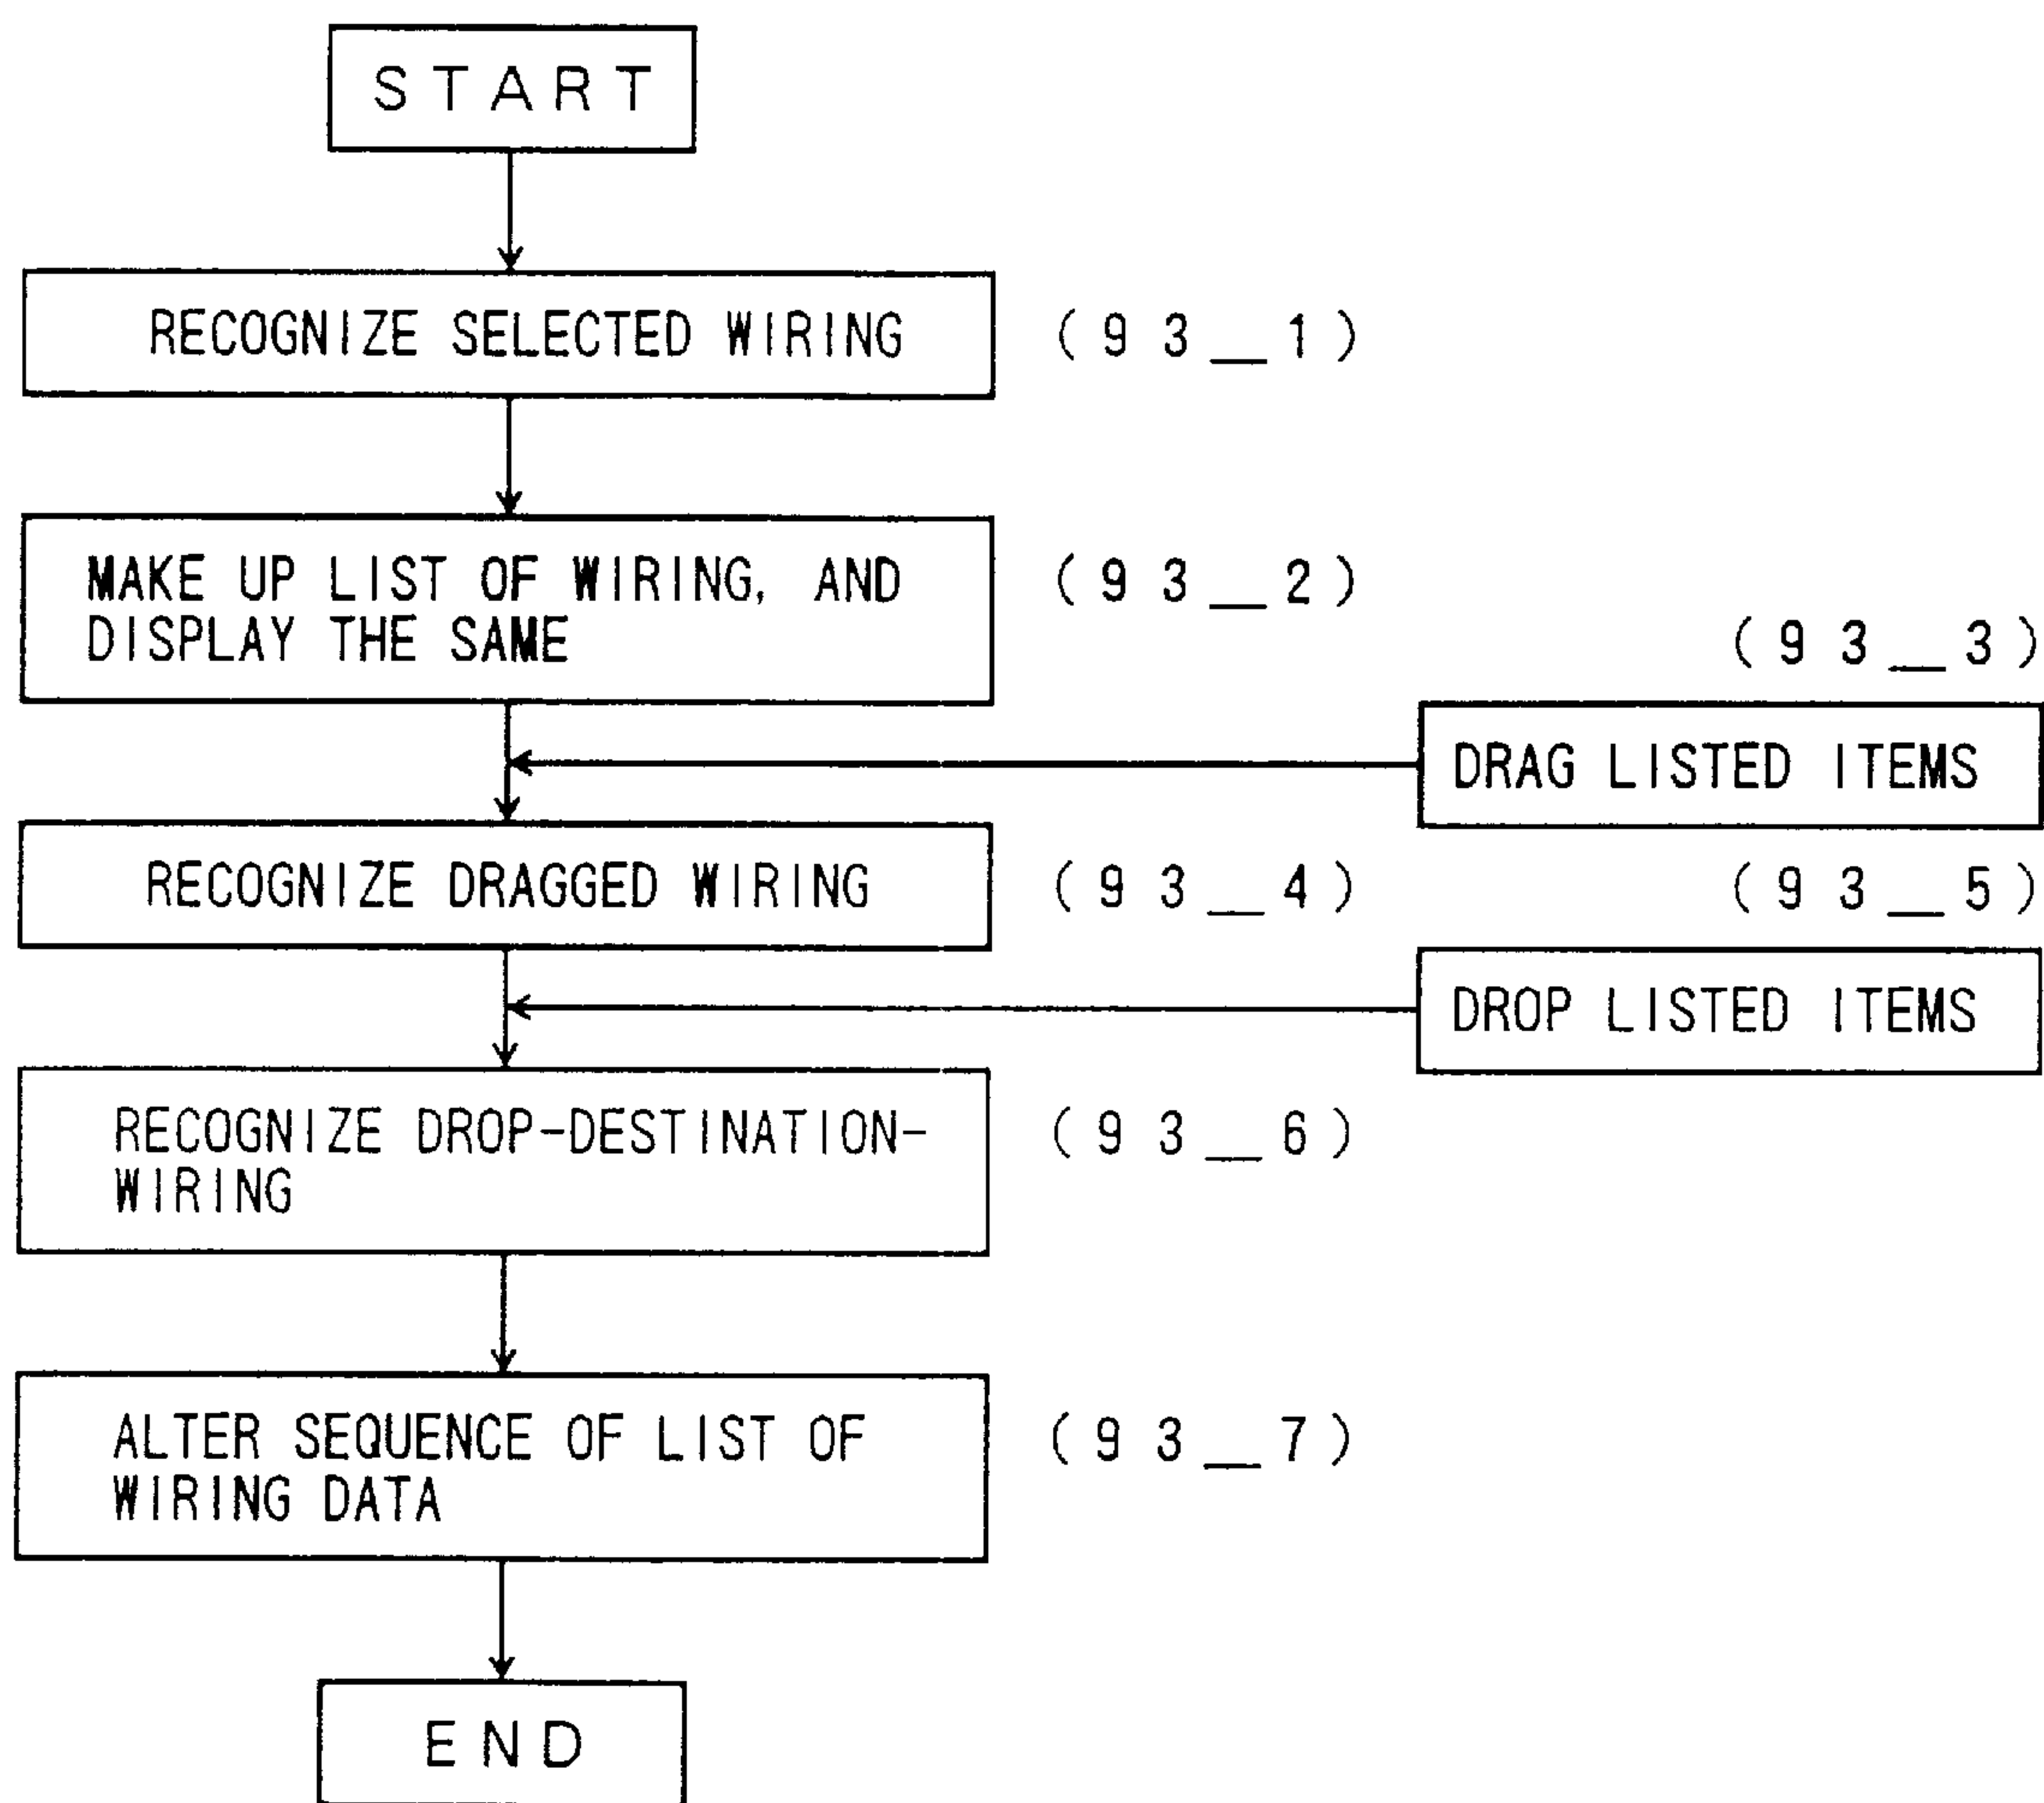 START
RECOGNIZE SELECTED WIRING
(93_1)
MAKE UP LIST OF WIRING, AND
DISPLAY THE SAME
(93_2)
(93_3)
DRAG LISTED ITEMS
RECOGNIZE DRAGGED WIRING
(93_4)
(93_5)
DROP LISTED ITEMS
RECOGNIZE DROP-DESTINATION-
WIRING
(93_6)
ALTER SEQUENCE OF LIST OF
WIRING DATA
(93_7)
END